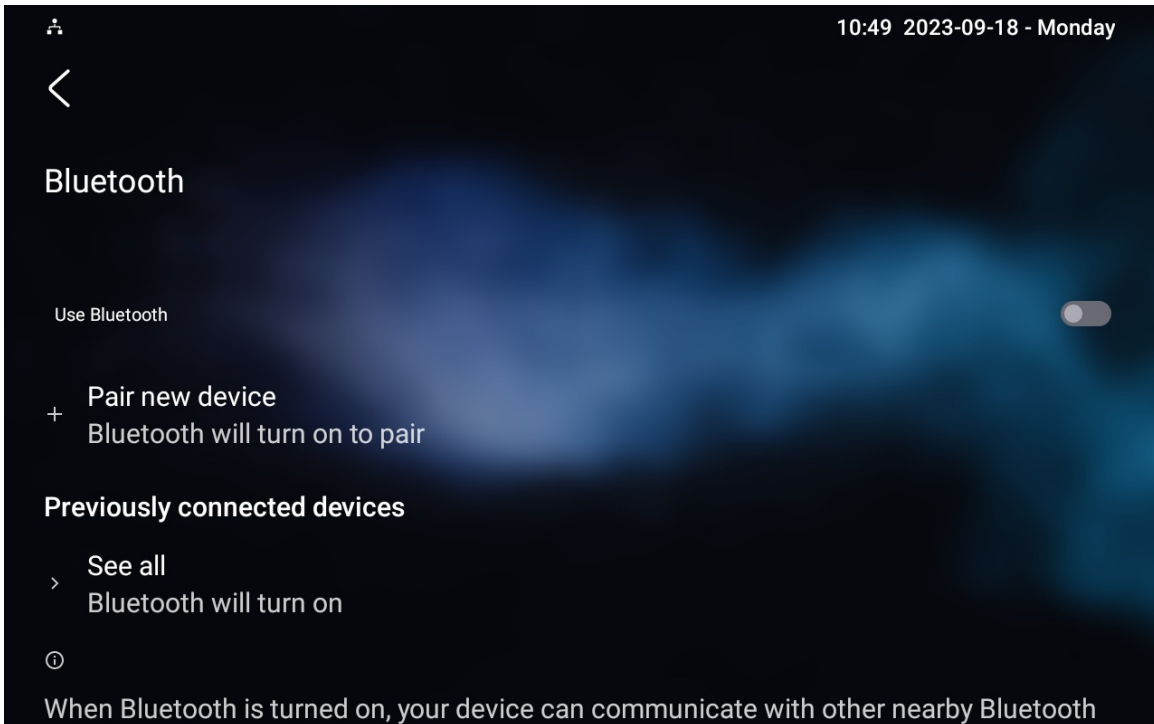 10:49 2023-09-18 - Monday
Bluetooth
Use Bluetooth
Pair new device
Bluetooth will turn on to pair
Previously connected devices
See all
Bluetooth will turn on
When Bluetooth is turned on, your device can communicate with other nearby Bluetooth